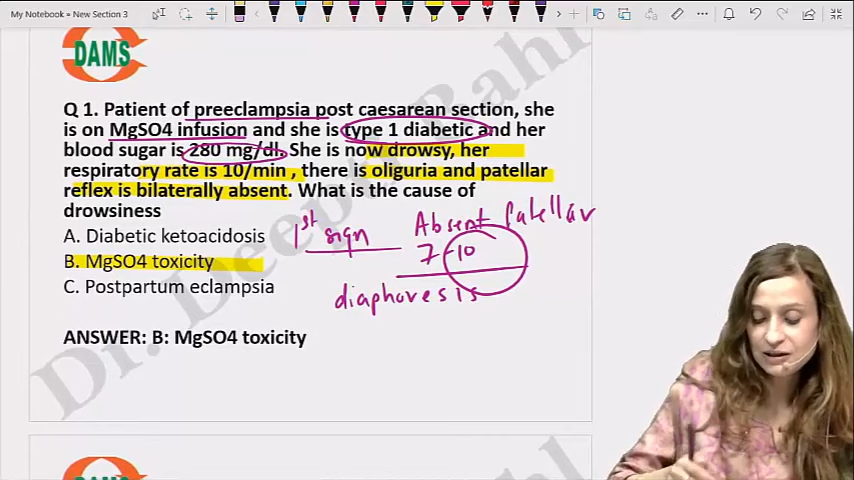 My Notebook » New Section 3
DAMS
Q 1. Patient of preeclampsia post caesarean section, she
is on MgSO4 infusion and she is type 1 diabetic and her
blood sugar is 280 mg/dl. She is now drowsy, her
respiratory rate is 10/min , there is oliguria and patellar
reflex is bilaterally absent. What is the cause of
drowsiness
1st sign Absent Patellar
7-10
diaphoresis
A. Diabetic ketoacidosis
B. MgSO4 toxicity
C. Postpartum eclampsia
ANSWER: B: MgSO4 toxicity
Dr. Deepti Bahl